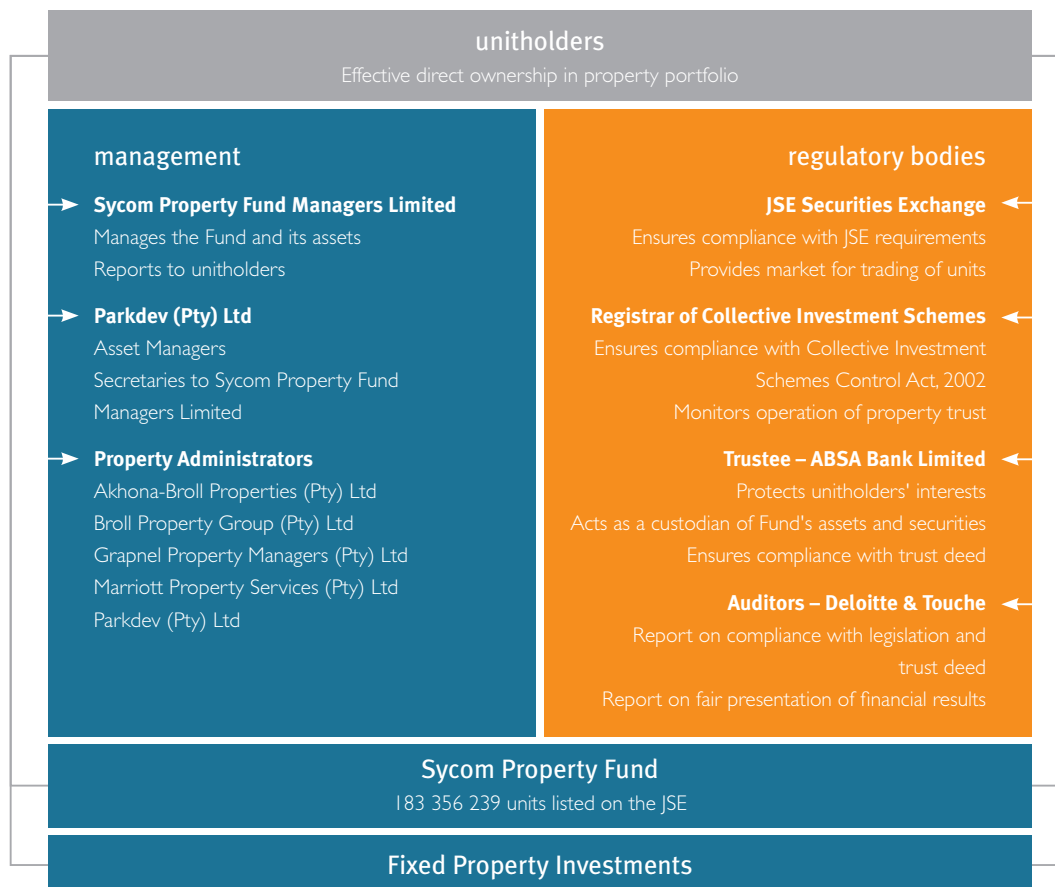 unitholders
Effective direct ownership in property portfolio
management
Sycom Property Fund Managers Limited
Manages the Fund and its assets
Reports to unitholders
Parkdev (Pty) Ltd
Asset Managers
Secretaries to Sycom Property Fund
Managers Limited
Property Administrators
Akhona-Broll Properties (Pty) Ltd
Broll Property Group (Pty) Ltd
Grapnel Property Managers (Pty) Ltd
Marriott Property Services (Pty) Ltd
Parkdev (Pty) Ltd
regulatory bodies
JSE Securities Exchange
Ensures compliance with JSE requirements
Provides market for trading of units
Registrar of Collective Investment Schemes
Ensures compliance with Collective Investment
Schemes Control Act, 2002
Monitors operation of property trust
Trustee – ABSA Bank Limited
Protects unitholders' interests
Acts as a custodian of Fund's assets and securities
Ensures compliance with trust deed
Auditors – Deloitte & Touche
Report on compliance with legislation and
trust deed
Report on fair presentation of financial results
Sycom Property Fund
183 356 239 units listed on the JSE
Fixed Property Investments